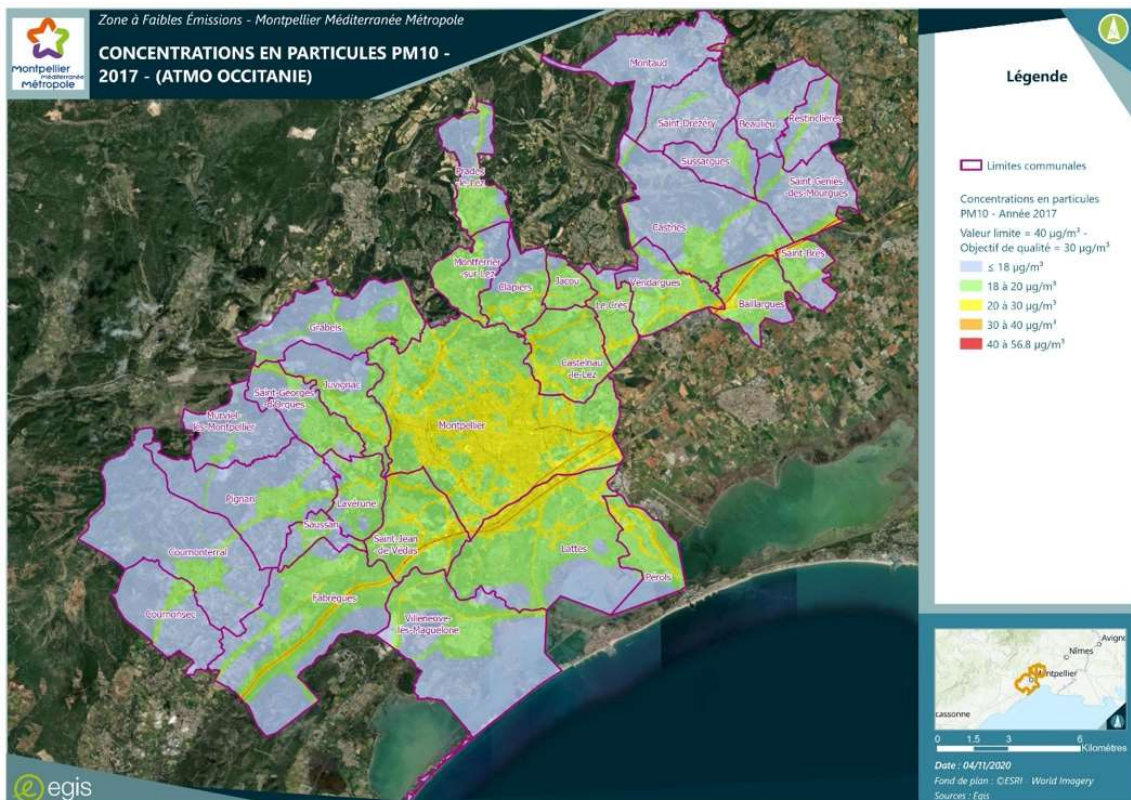 Zone à Faibles Émissions - Montpellier Méditerranée Métropole
CONCENTRATIONS EN PARTICULES PM10 -
2017 - (ATMO OCCITANIE)
montpellier
Méditerranée
Métropole
Légende
Limites communales
Concentrations en particules
PM10 - Année 2017
Valeur limite = 40 µg/m³ -
Objectif de qualité = 30 µg/m³
≤ 18 µg/m³
18 à 20 µg/m³
20 à 30 µg/m³
30 à 40 µg/m³
40 à 56.8 µg/m³
Montaud
Saint-Drézéry
Beaulieu
Restinclières
Sussargues
Saint-Geniès
-des-Mourgues
Prades
-le-Lez
Castries
Saint-Brès
Montferrier
-sur-Lez
Clapiers
Jacou
Vendargues
Le Crès
Baillargues
Grabels
Castelnau
-le-Lez
Juvignac
Saint-Georges
-d'Orques
Murviel-
lès-Montpellier
Montpellier
Pignan
Lavérune
Saussan
Saint-Jean
-de-Védas
Lattes
Cournonterral
Pérols
Cournonsec
Fabrègues
Villeneuve-
lès-Maguelone
Avign
Nîmes
Montpellier
cassonne
0 1.5 3 6
Kilomètres
Date : 04/11/2020
Fond de plan : ©ESRI - World Imagery
Sources : Egis
egis